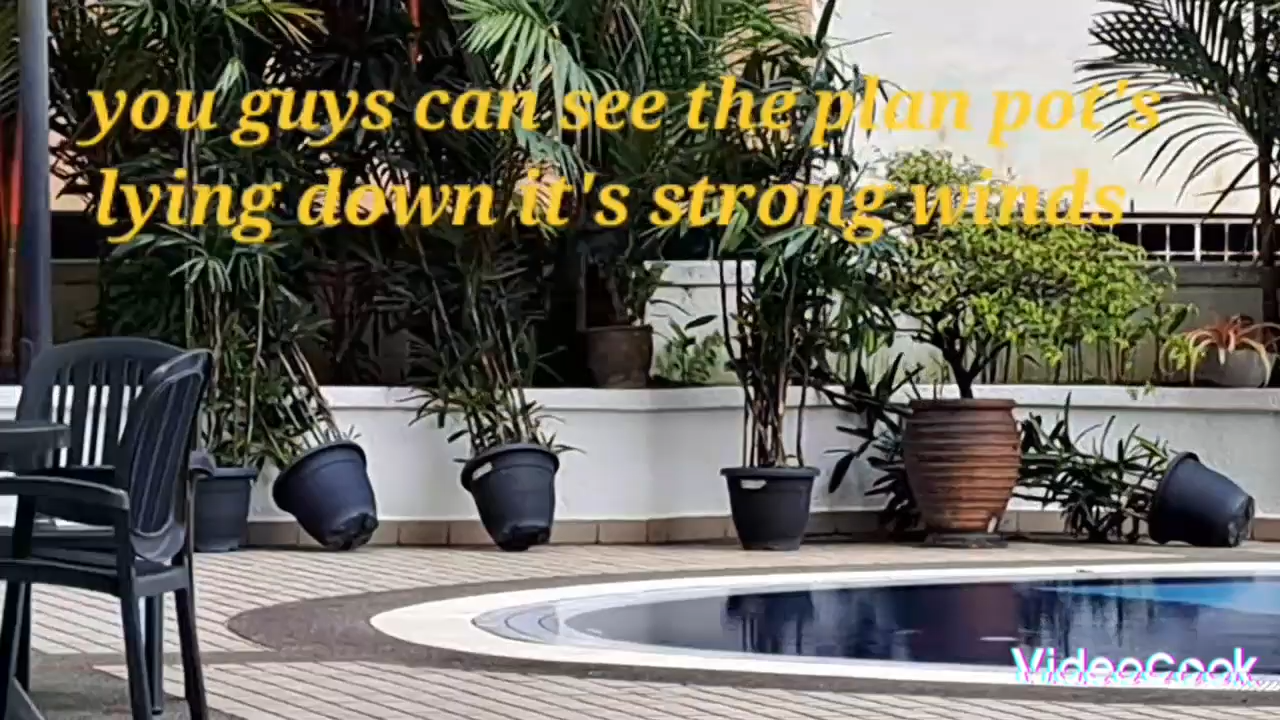 you guys can see the plan pot's
lying down it's strong winds
VideoCook